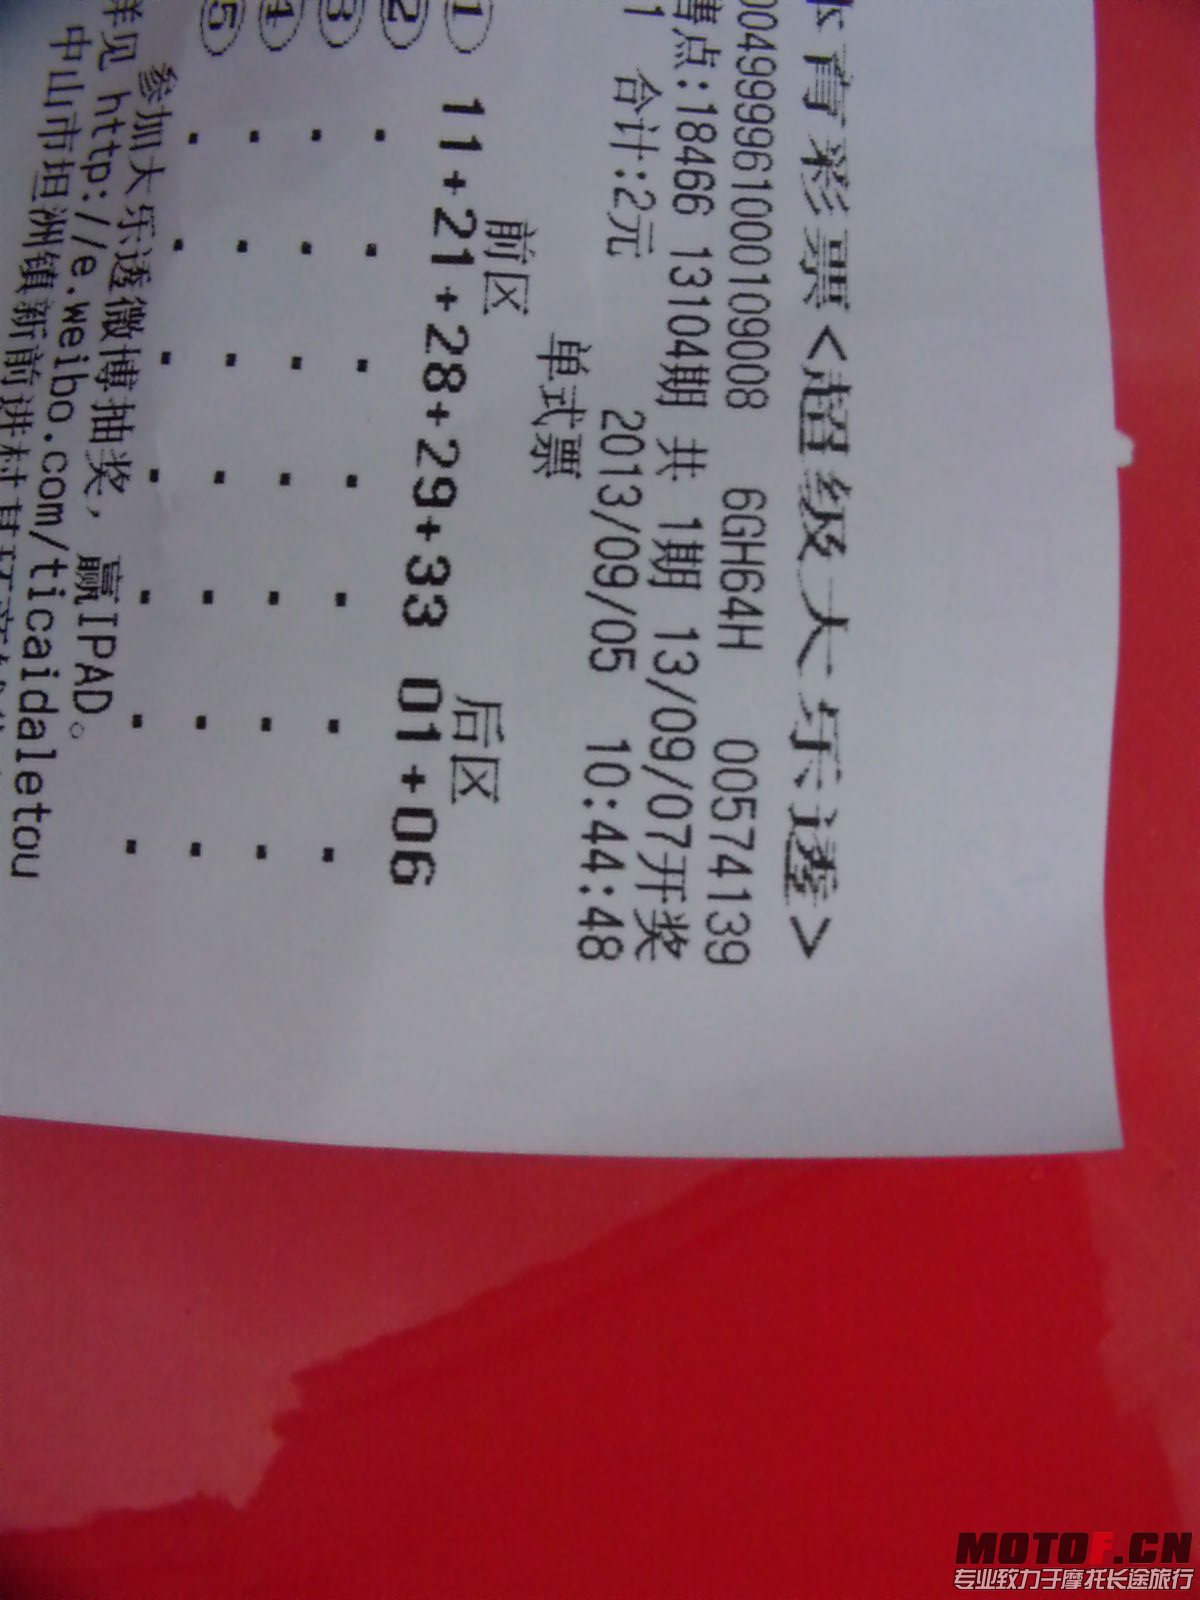 体育彩票<超级大乐透>
004999961000109008 6GH64H 00574139
售点:18466 13104期 共 1期 13/09/07开奖
1 合计:2元 2013/09/05 10:44:48
单式票
前区 后区
① 11+21+28+29+33 01+06
②
③
④
⑤
参加大乐透微博抽奖,赢IPAD。
详见 http://e.weibo.com/ticaidaletou
中山市坦洲镇新前进村
MOTOF.CN
专业致力于摩托长途旅行